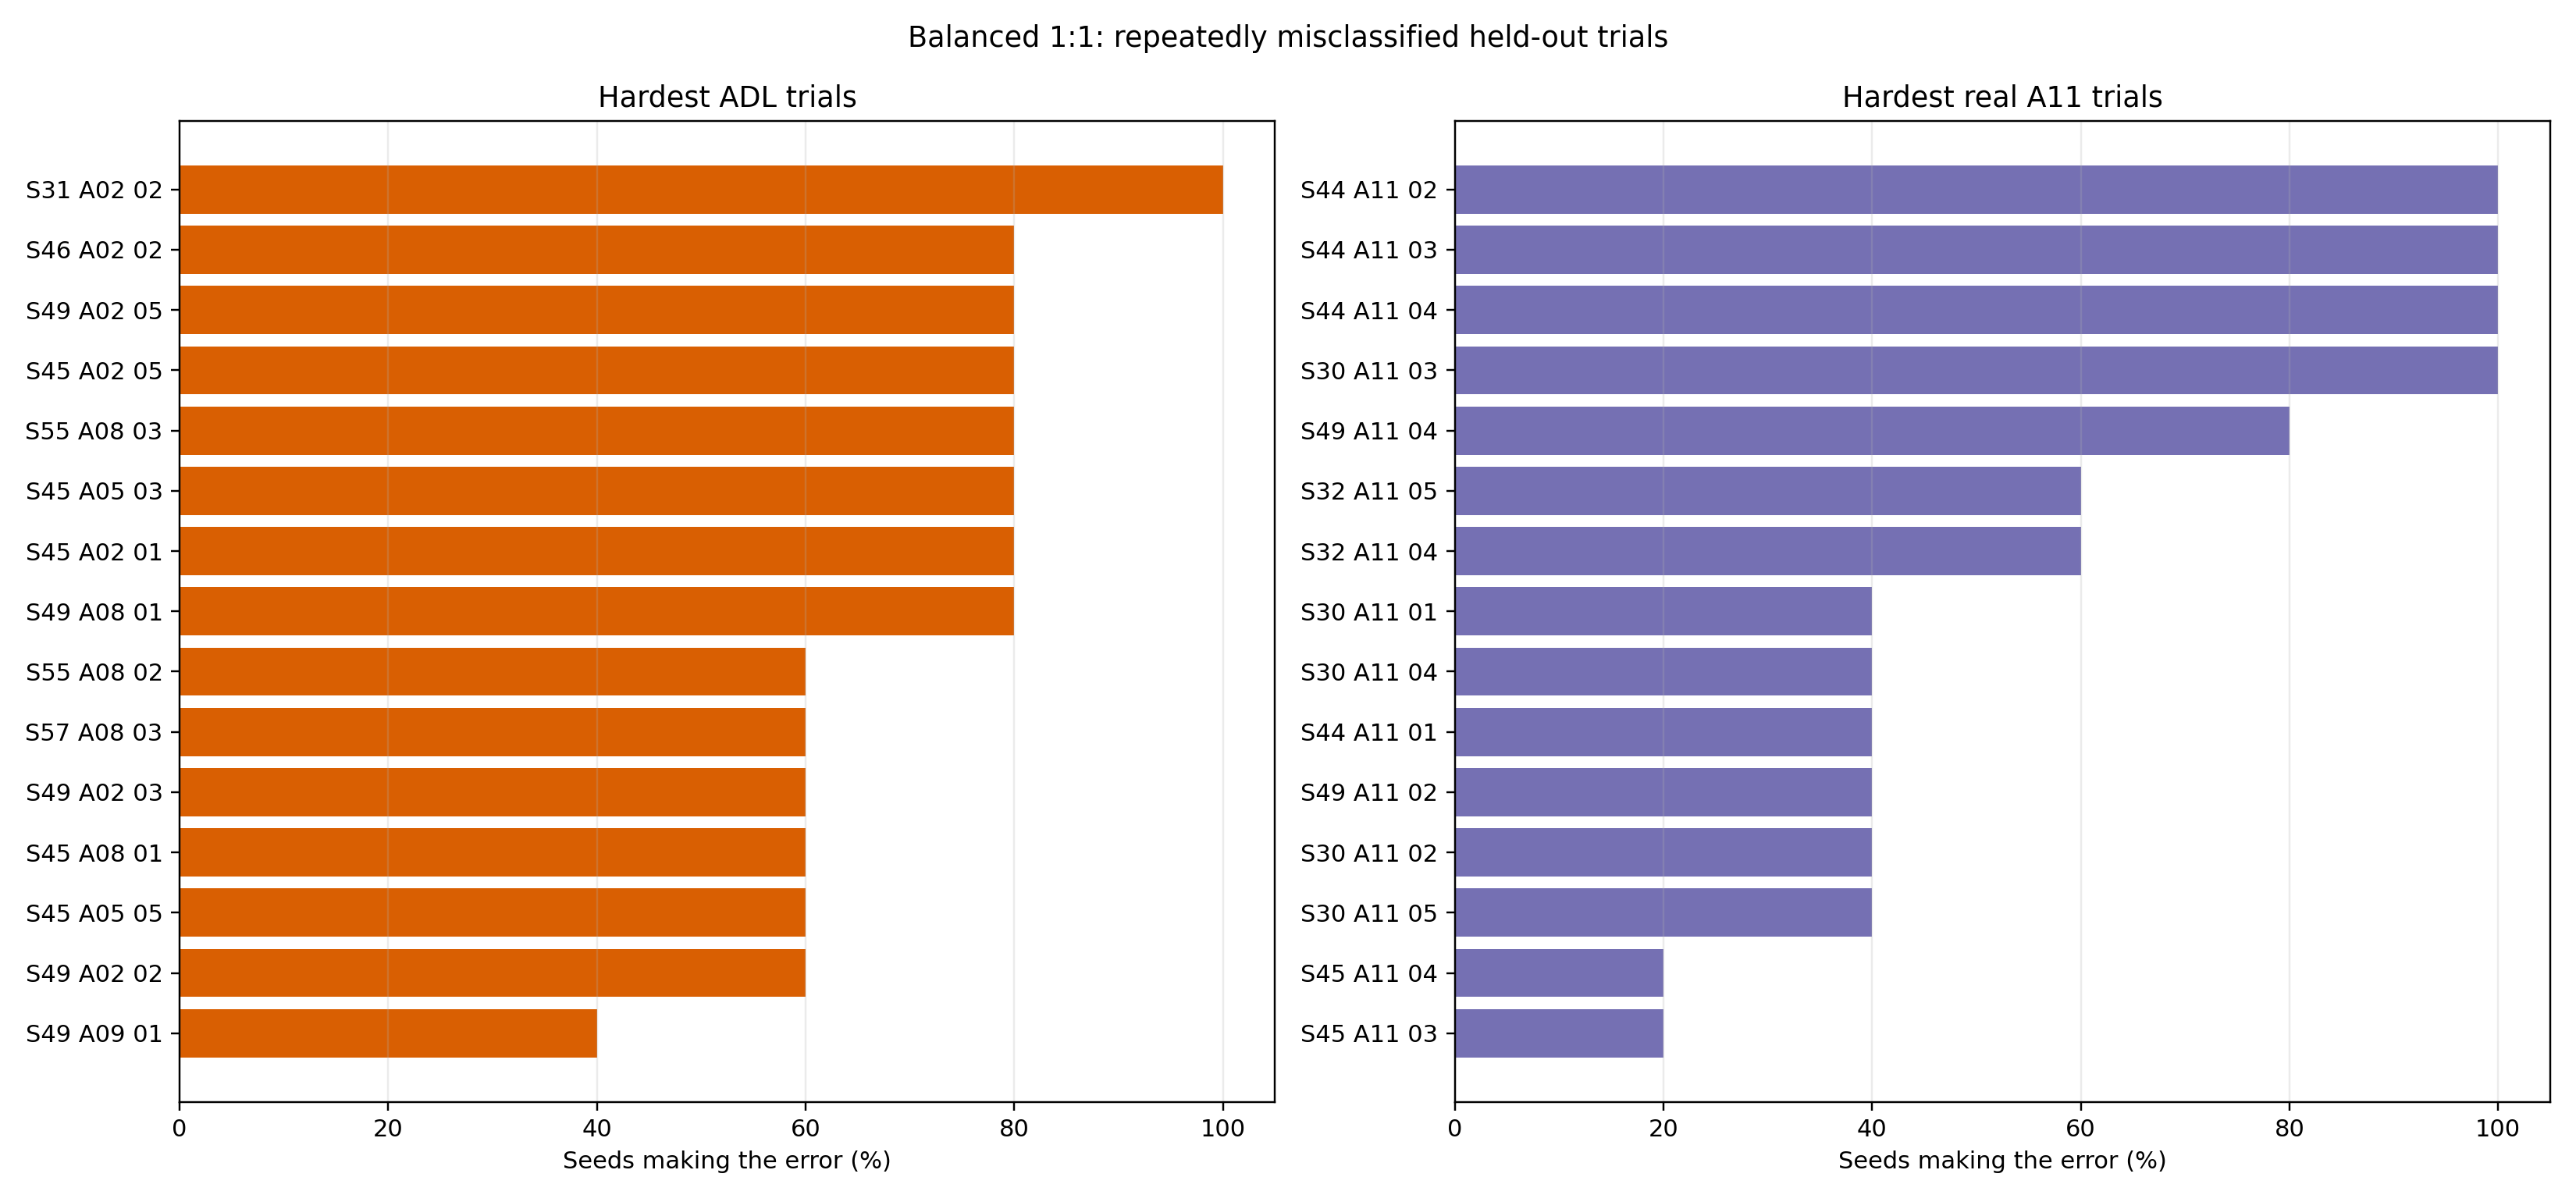 Balanced 1:1: repeatedly misclassified held-out trials
Hardest ADL trials
S31 A02 02
S46 A02 02
S49 A02 05
S45 A02 05
S55 A08 03
S45 A05 03
S45 A02 01
S49 A08 01
S55 A08 02
S57 A08 03
S49 A02 03
S45 A08 01
S45 A05 05
S49 A02 02
S49 A09 01
0 20 40 60 80 100
Seeds making the error (%)
Hardest real A11 trials
S44 A11 02
S44 A11 03
S44 A11 04
S30 A11 03
S49 A11 04
S32 A11 05
S32 A11 04
S30 A11 01
S30 A11 04
S44 A11 01
S49 A11 02
S30 A11 02
S30 A11 05
S45 A11 04
S45 A11 03
0 20 40 60 80 100
Seeds making the error (%)